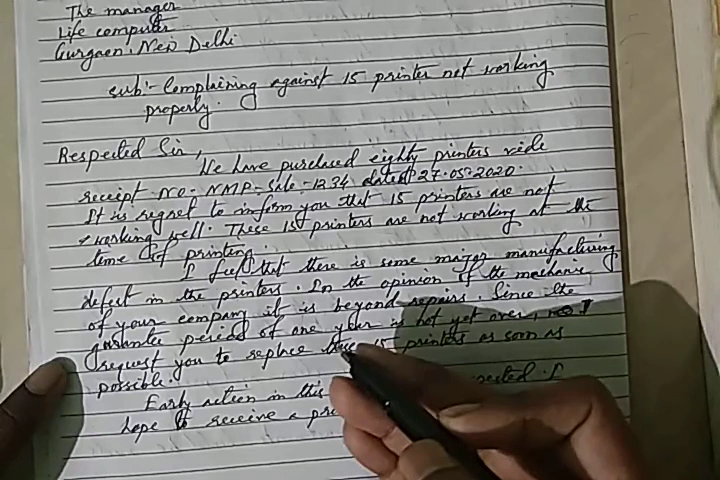 The manager
Life computer
Gurgaon, New Delhi
sub:- Complaining against 15 printer not working
properly.
Respected Sir,
We have purchased eighty printers vide
receipt No- NMP-Sale-1234 dated 27-05-2020.
It is regret to inform you that 15 printers are not
working well. These 15 printers are not working at the
time of printing.
I feel that there is some major manufacturing
defect in the printers. In the opinion of the mechanic
of your company it is beyond repairs. Since the
guarantee period of one year is not yet over, I
request you to replace these 15 printers as soon as
possible.
Early action in this
hope to receive a